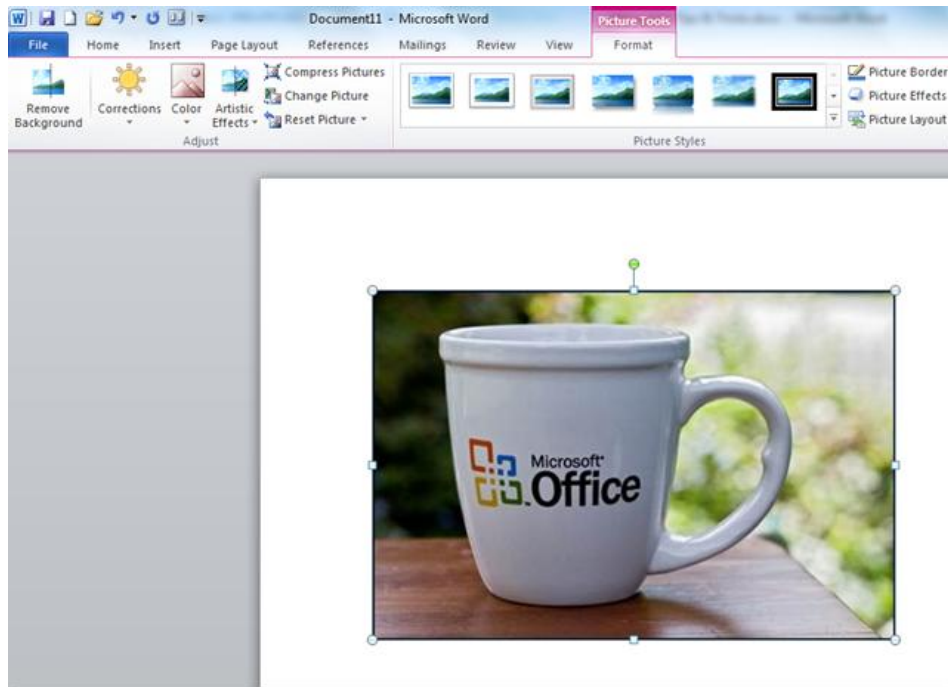 W Document11 - Microsoft Word Picture Tools
File Home Insert Page Layout References Mailings Review View Format
Remove Background
Corrections
Color
Artistic Effects
Compress Pictures
Change Picture
Reset Picture
Adjust
Picture Border
Picture Effects
Picture Layout
Picture Styles
Microsoft
Office